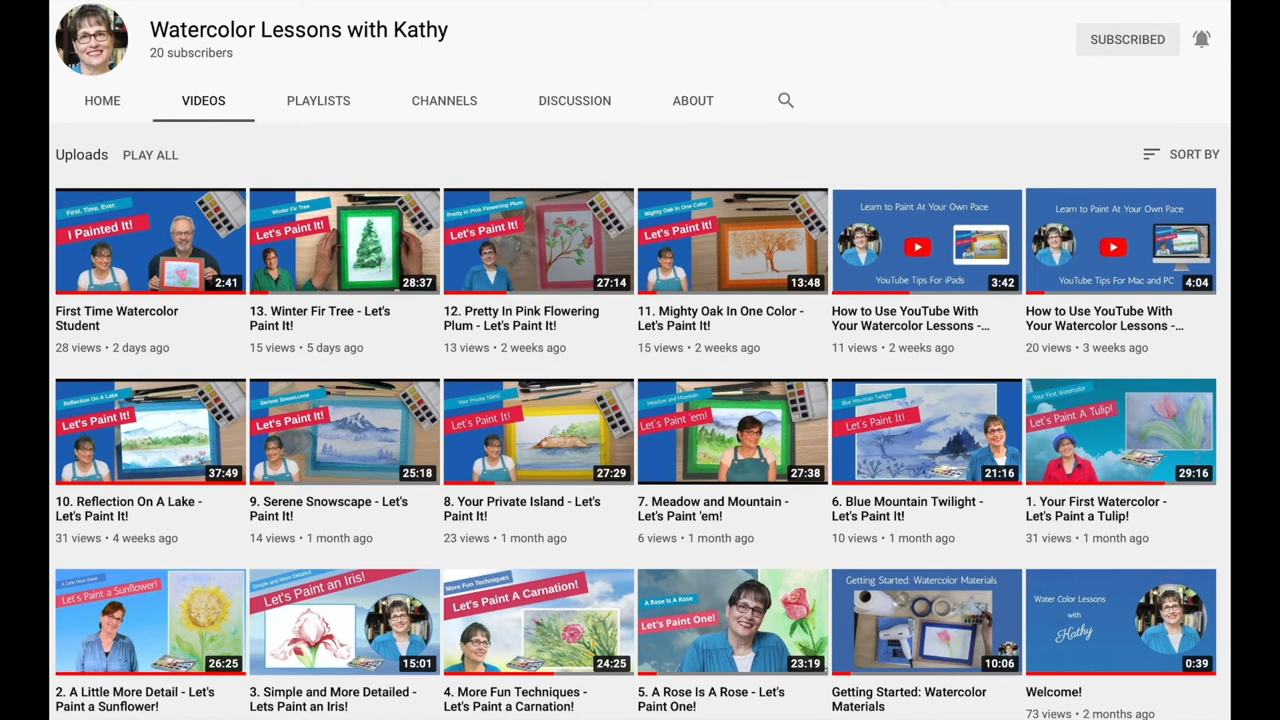 Watercolor Lessons with Kathy
20 subscribers
SUBSCRIBED
HOME VIDEOS PLAYLISTS CHANNELS DISCUSSION ABOUT
Uploads PLAY ALL SORT BY
First. Time. Ever.
I Painted It!
2:41
Winter Fir Tree
Let's Paint It!
28:37
Pretty In Pink Flowering Plum
Let's Paint It!
27:14
Mighty Oak In One Color
Let's Paint It!
13:48
Learn to Paint At Your Own Pace
YouTube Tips For iPads
3:42
Learn to Paint At Your Own Pace
YouTube Tips For Mac and PC
4:04
First Time Watercolor
Student
28 views • 2 days ago
13. Winter Fir Tree - Let's
Paint It!
15 views • 5 days ago
12. Pretty In Pink Flowering
Plum - Let's Paint It!
13 views • 2 weeks ago
11. Mighty Oak In One Color -
Let's Paint It!
15 views • 2 weeks ago
How to Use YouTube With
Your Watercolor Lessons -...
11 views • 2 weeks ago
How to Use YouTube With
Your Watercolor Lessons -...
20 views • 3 weeks ago
Reflection On A Lake
Let's Paint It!
37:49
Serene Snowscene
Let's Paint It!
25:18
Your Private Island
Let's Paint It!
27:29
Meadow and Mountain
Let's Paint 'em!
27:38
Blue Mountain Twilight
Let's Paint It!
21:16
Your First Watercolor
Let's Paint A Tulip!
29:16
10. Reflection On A Lake -
Let's Paint It!
31 views • 4 weeks ago
9. Serene Snowscape - Let's
Paint It!
14 views • 1 month ago
8. Your Private Island - Let's
Paint It!
23 views • 1 month ago
7. Meadow and Mountain -
Let's Paint 'em!
6 views • 1 month ago
6. Blue Mountain Twilight -
Let's Paint It!
10 views • 1 month ago
1. Your First Watercolor -
Let's Paint a Tulip!
31 views • 1 month ago
A Little More Detail
Let's Paint a Sunflower!
26:25
Simple and More Detailed
Let's Paint an Iris!
15:01
More Fun Techniques
Let's Paint A Carnation!
24:25
A Rose Is A Rose
Let's Paint One!
23:19
Getting Started: Watercolor Materials
10:06
Water Color Lessons
with
Kathy
0:39
2. A Little More Detail - Let's
Paint a Sunflower!
3. Simple and More Detailed -
Lets Paint an Iris!
4. More Fun Techniques -
Let's Paint a Carnation!
5. A Rose Is A Rose - Let's
Paint One!
Getting Started: Watercolor
Materials
Welcome!
73 views • 2 months ago